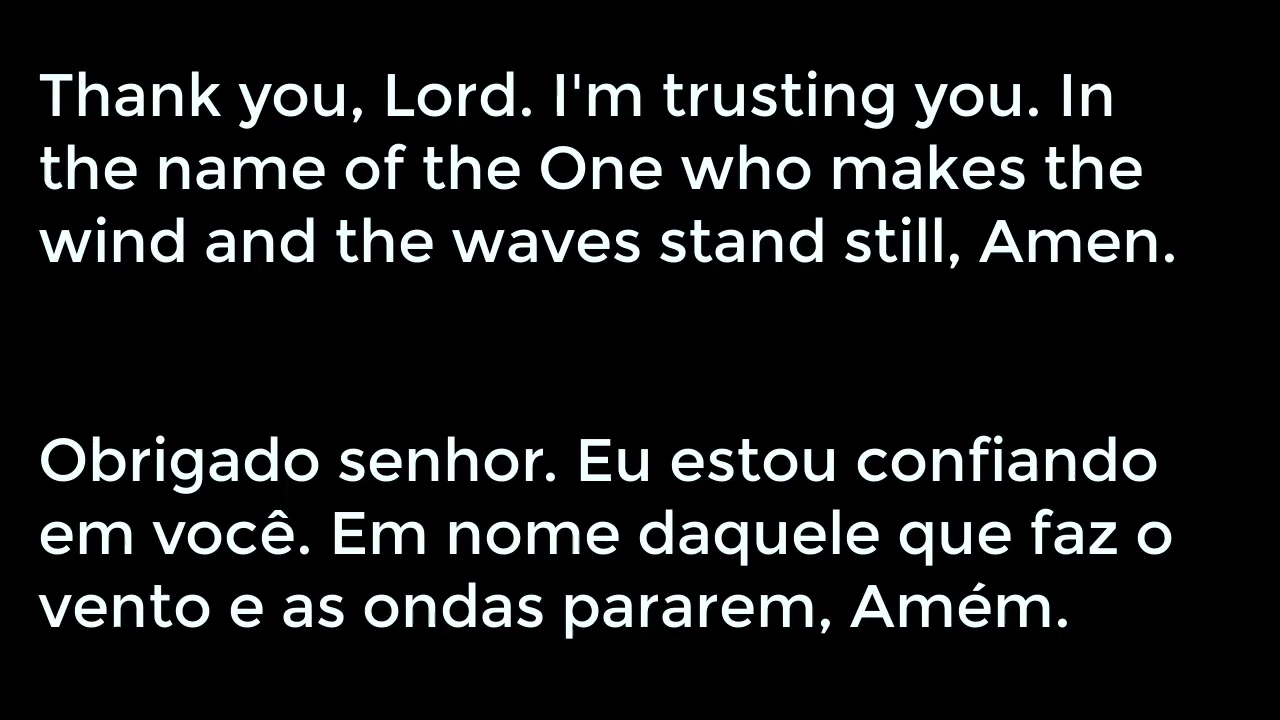 Thank you, Lord. I'm trusting you. In
the name of the One who makes the
wind and the waves stand still, Amen.
Obrigado senhor. Eu estou confiando
em você. Em nome daquele que faz o
vento e as ondas pararem, Amém.